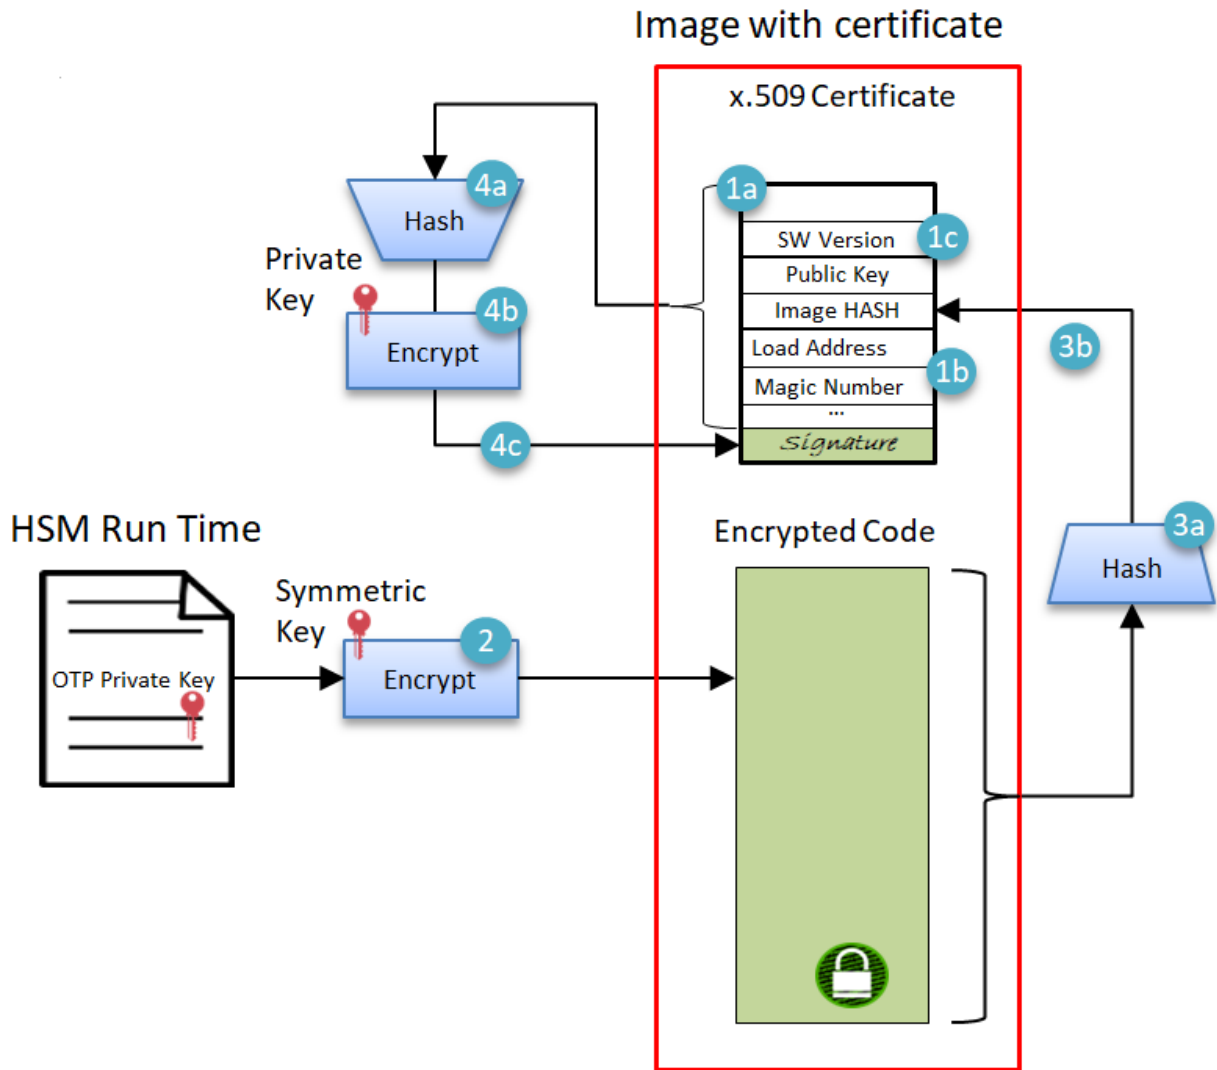 Image with certificate
x.509 Certificate
4a
Hash
1a
SW Version
1c
Public Key
Private
Key
Image HASH
4b
Encrypt
Load Address
3b
1b
Magic Number
...
4c
Signature
HSM Run Time
Encrypted Code
3a
Hash
Symmetric
Key
2
OTP Private Key
Encrypt